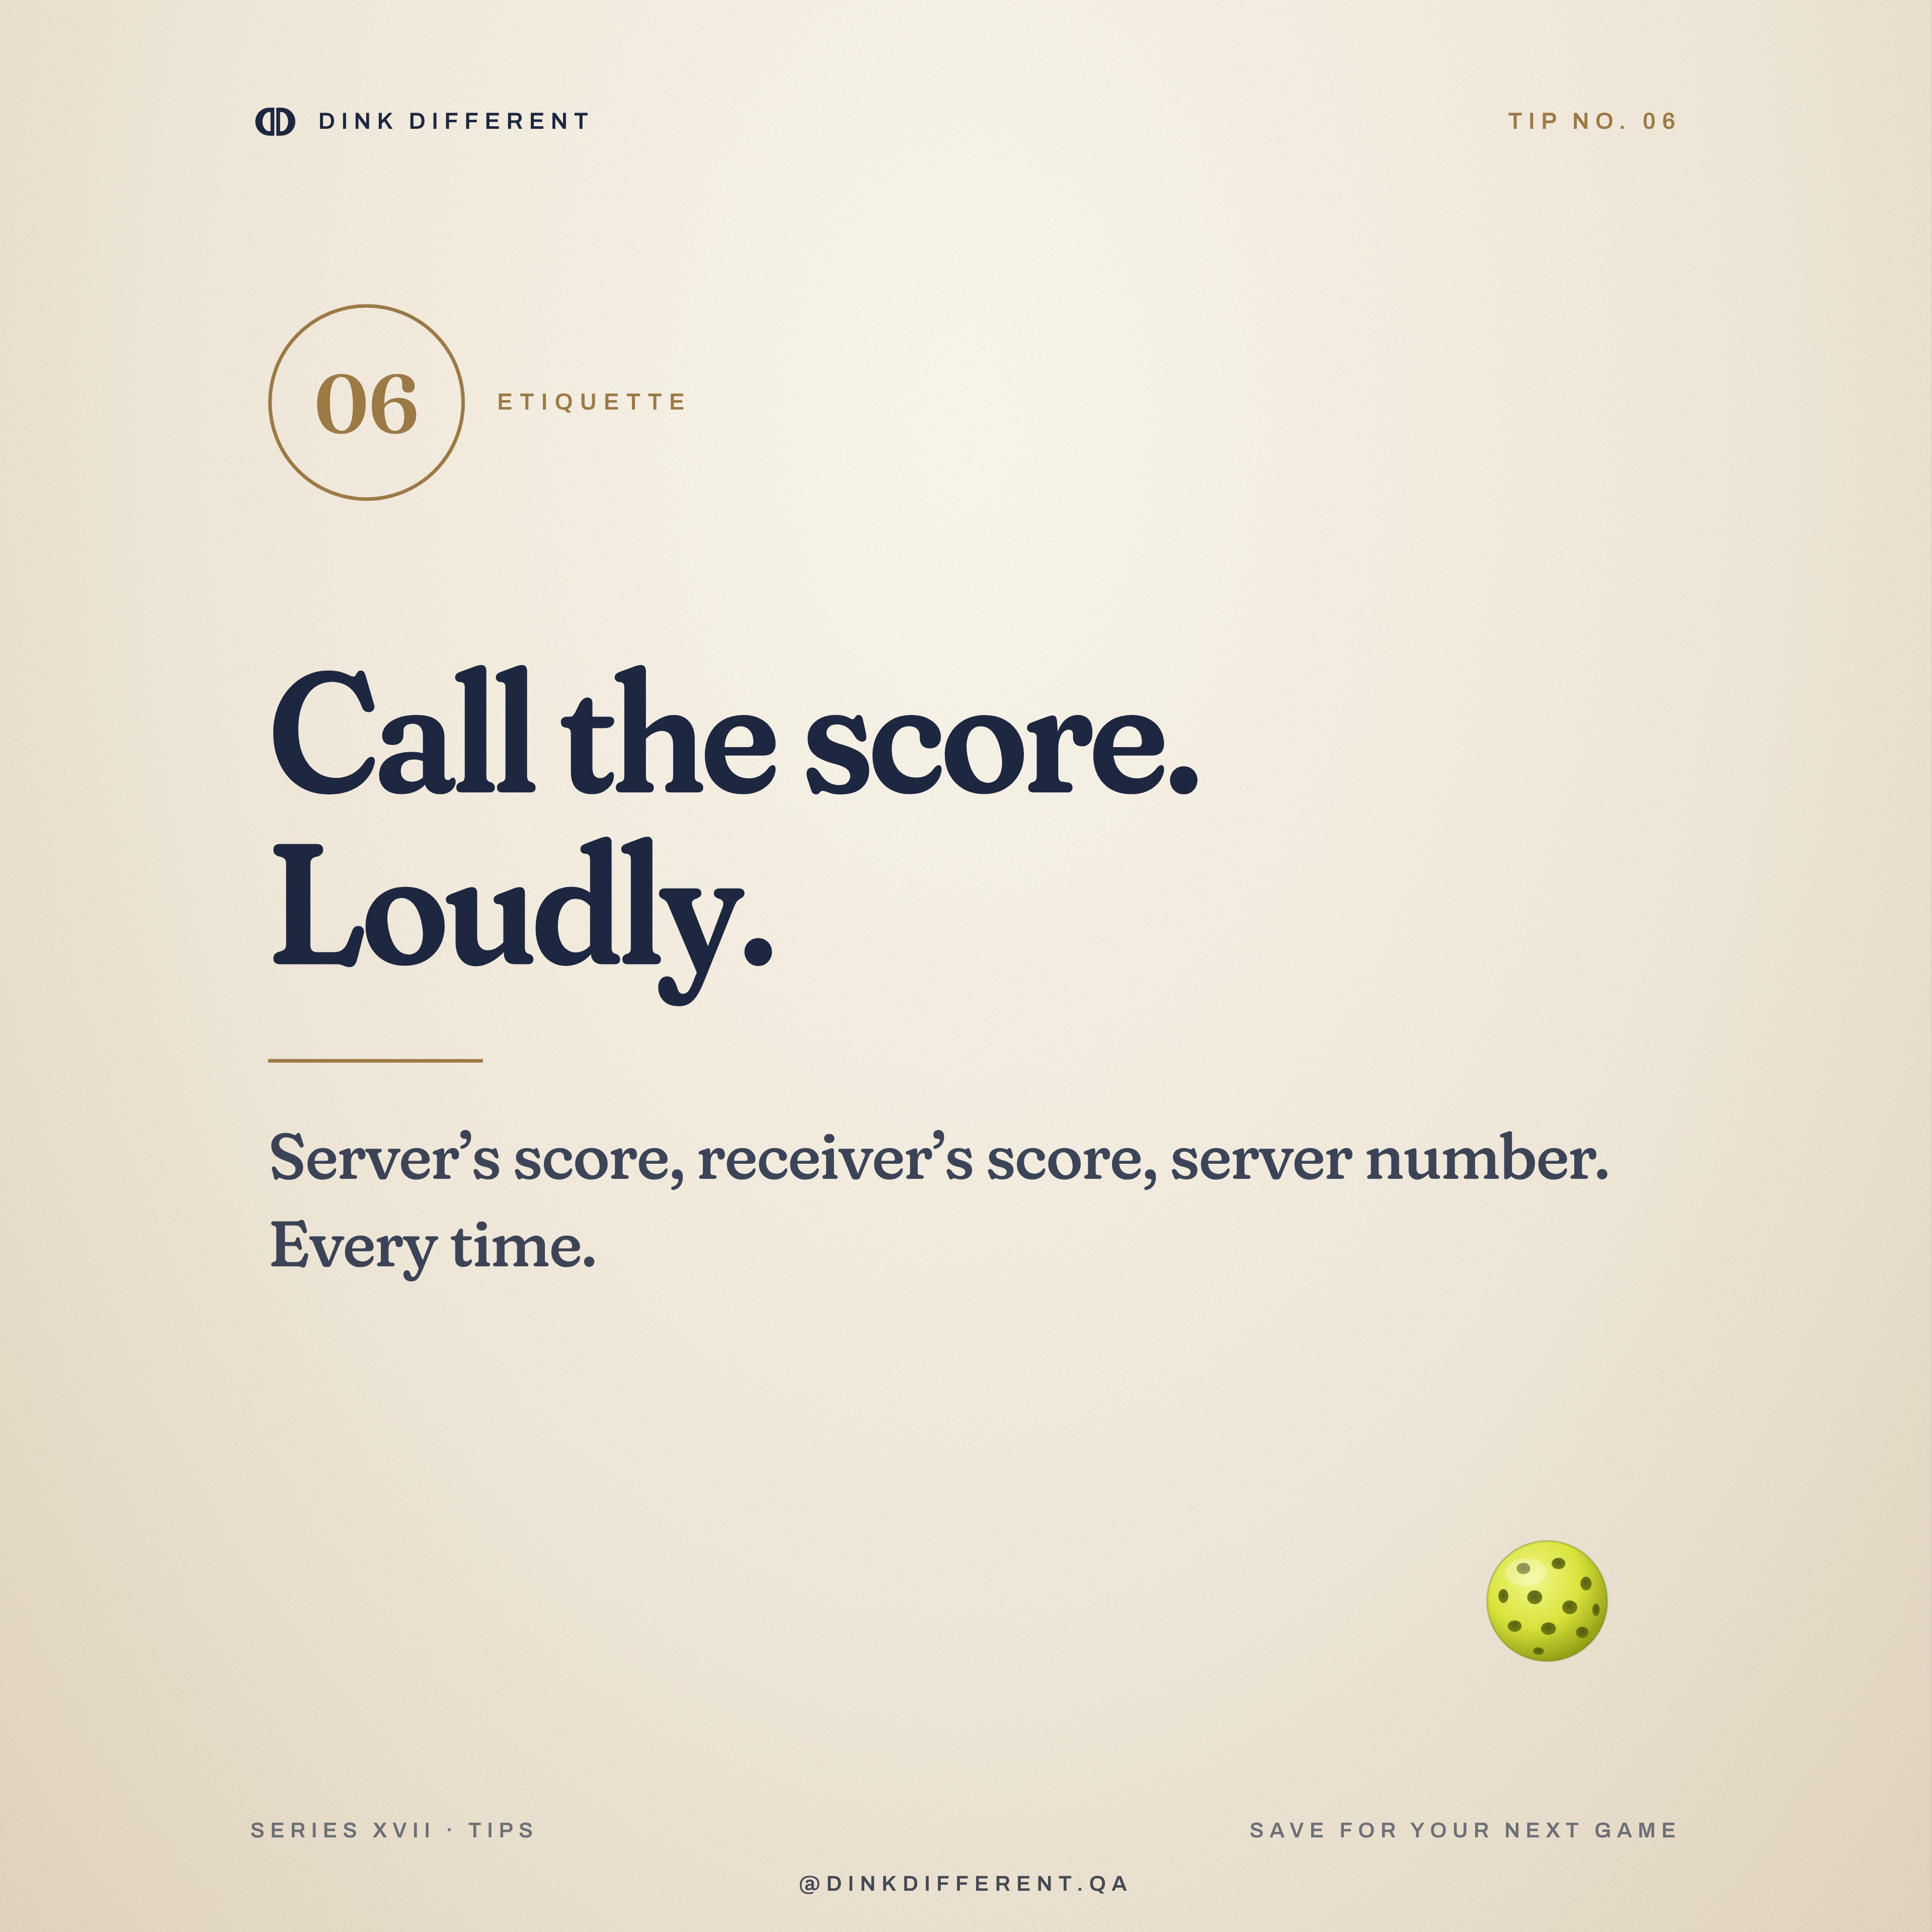 DINK DIFFERENT
TIP NO. 06
06
ETIQUETTE
Call the score.
Loudly.
Server’s score, receiver’s score, server number.
Every time.
SERIES XVII · TIPS
SAVE FOR YOUR NEXT GAME
@DINKDIFFERENT.QA